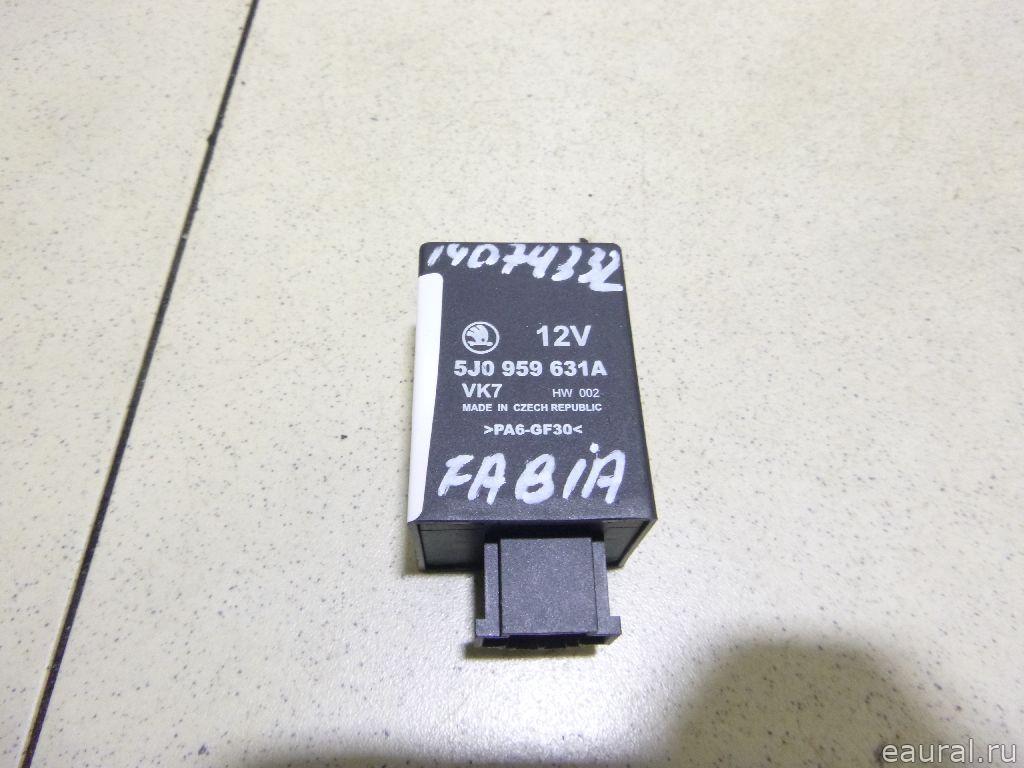 14074332
12V
5J0 959 631A
VK7 HW 002
MADE IN CZECH REPUBLIC
>PA6-GF30<
FABIA
eaural.ru